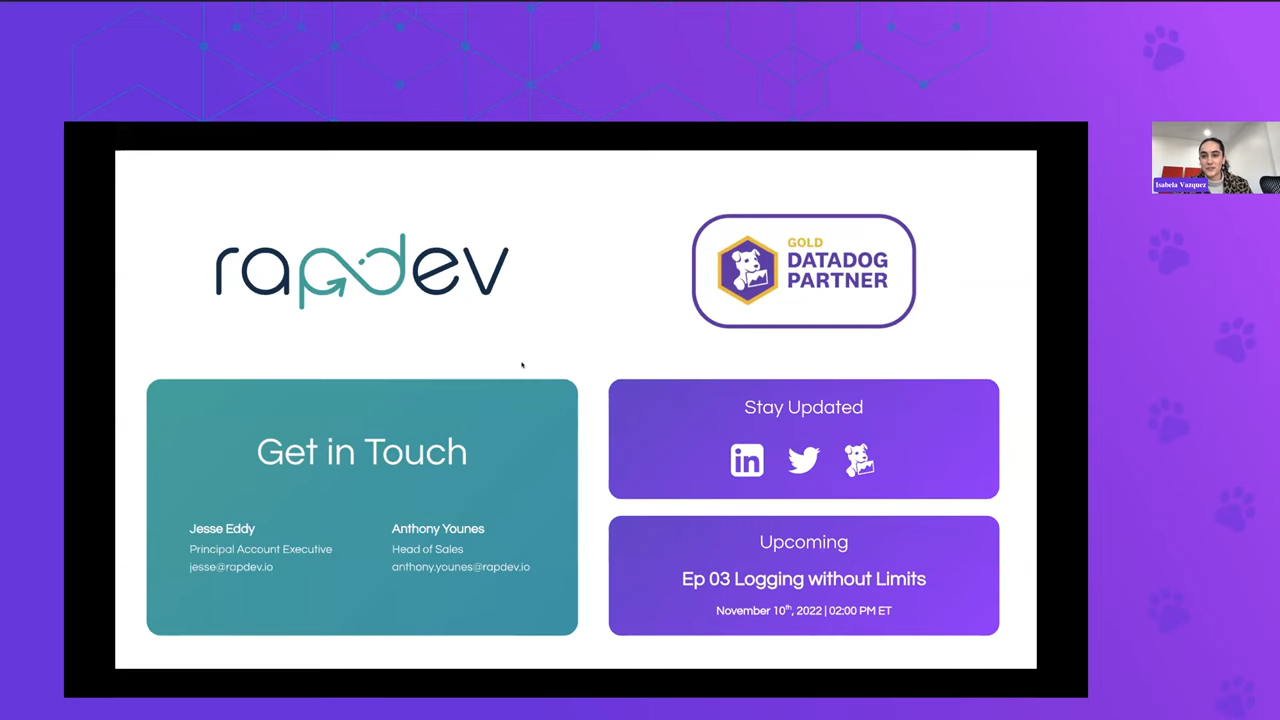 rapdev
GOLD
DATADOG
PARTNER
Get in Touch
Jesse Eddy
Principal Account Executive
jesse@rapdev.io
Anthony Younes
Head of Sales
anthony.younes@rapdev.io
Stay Updated
in
Upcoming
Ep 03 Logging without Limits
November 10th, 2022 | 02:00 PM ET
Isabela Vazquez